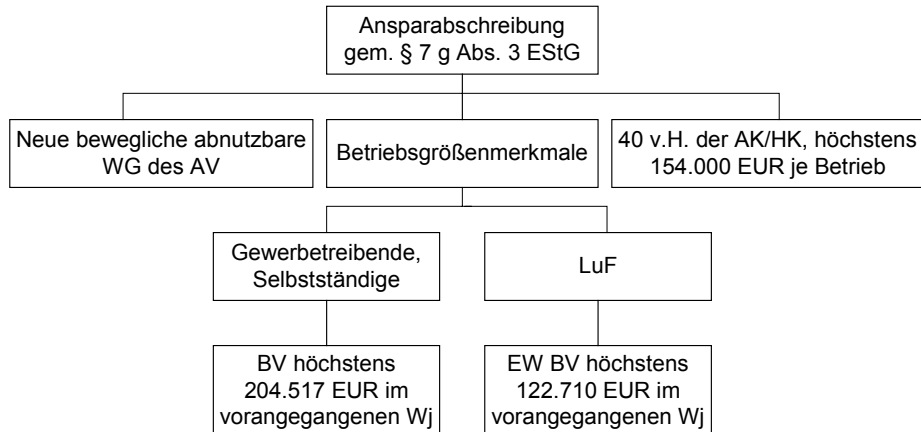 Ansparabschreibung
gem. § 7 g Abs. 3 EStG
Neue bewegliche abnutzbare
WG des AV
Betriebsgrößenmerkmale
40 v.H. der AK/HK, höchstens
154.000 EUR je Betrieb
Gewerbetreibende,
Selbstständige
LuF
BV höchstens
204.517 EUR im
vorangegangenen Wj
EW BV höchstens
122.710 EUR im
vorangegangenen Wj